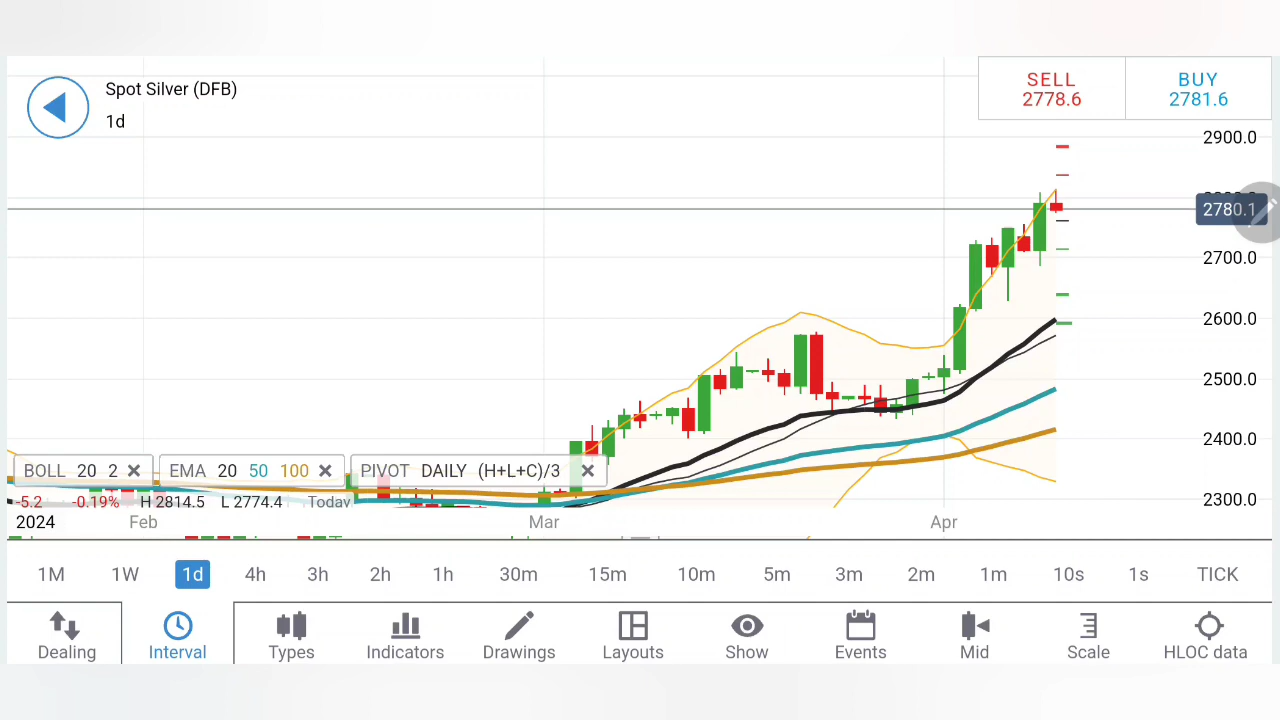 Spot Silver (DFB)
1d
SELL
2778.6
BUY
2781.6
2900.0
2780.1
2700.0
2600.0
2500.0
2400.0
2300.0
BOLL 20 2
EMA 20 50 100
PIVOT DAILY (H+L+C)/3
-5.2 -0.19% H 2814.5 L 2774.4 Today
2024 Feb Mar Apr
1M 1W 1d 4h 3h 2h 1h 30m 15m 10m 5m 3m 2m 1m 10s 1s TICK
Dealing Interval Types Indicators Drawings Layouts Show Events Mid Scale HLOC data